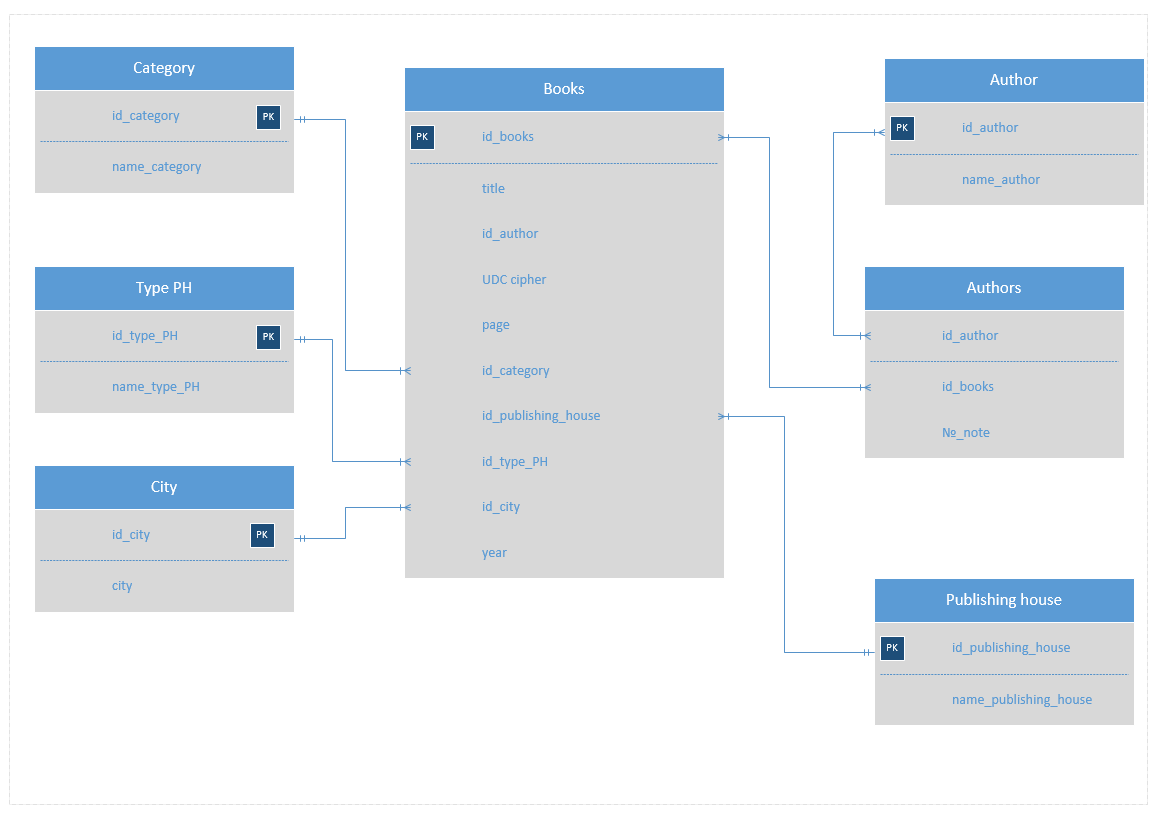 Category
PK
id_category
name_category
Type PH
PK
id_type_PH
name_type_PH
City
PK
id_city
city
Books
PK
id_books
title
id_author
UDC cipher
page
id_category
id_publishing_house
id_type_PH
id_city
year
Author
PK
id_author
name_author
Authors
id_author
id_books
№_note
Publishing house
PK
id_publishing_house
name_publishing_house